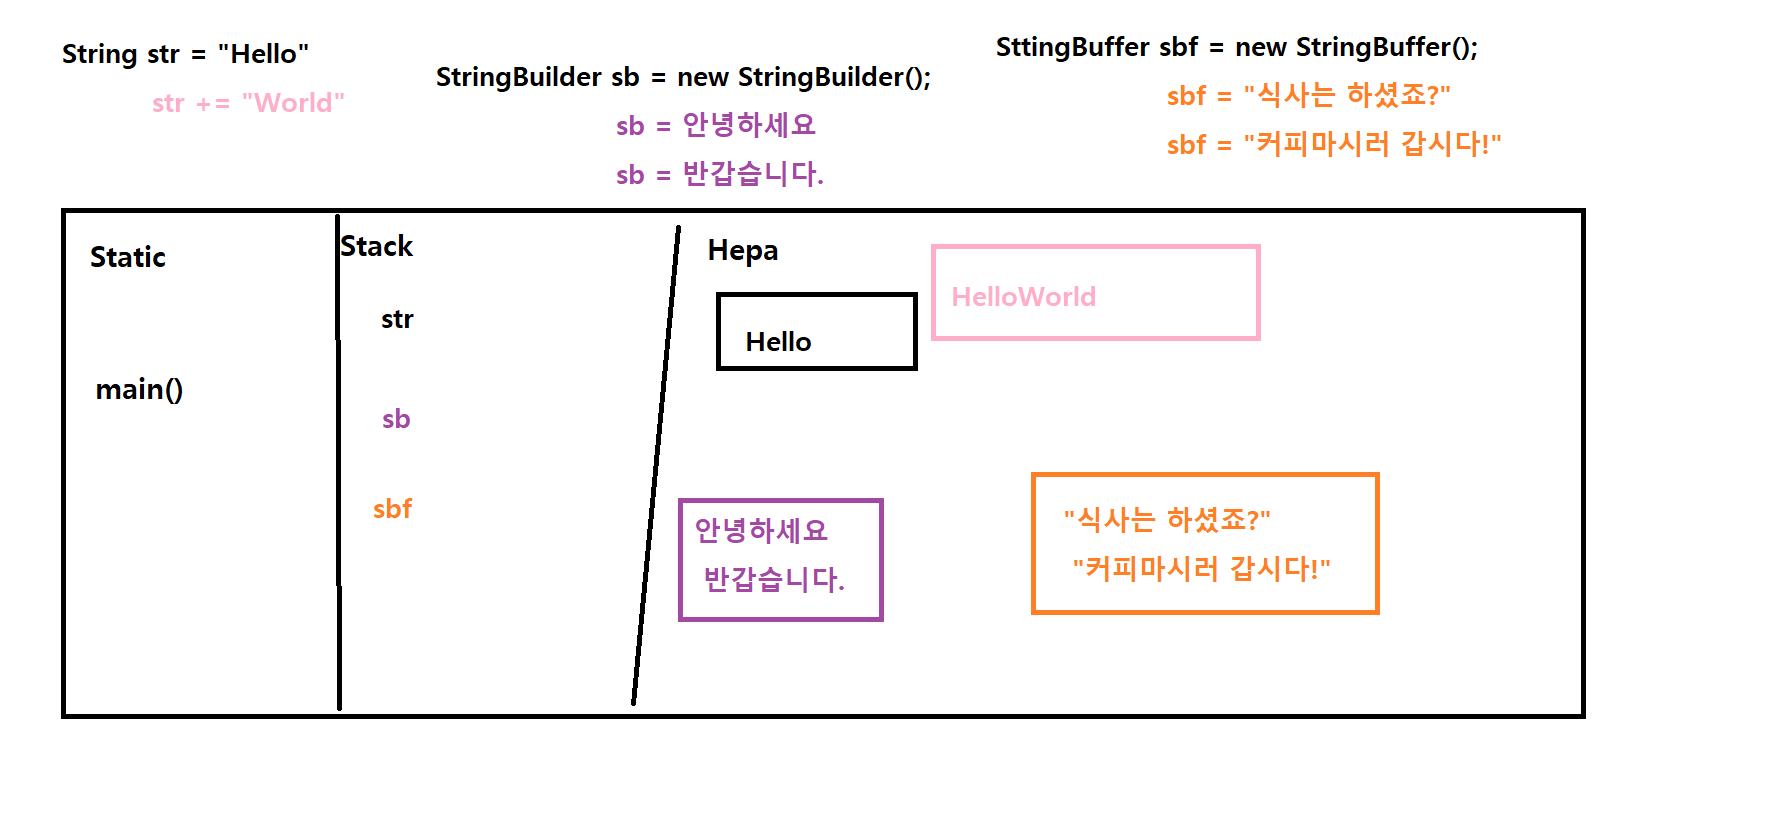 String str = "Hello"
str += "World"
StringBuilder sb = new StringBuilder();
sb = 안녕하세요
sb = 반갑습니다.
SttingBuffer sbf = new StringBuffer();
sbf = "식사는 하셨죠?"
sbf = "커피마시러 갑시다!"
Static
main()
Stack
str
sb
sbf
Hepa
Hello
HelloWorld
안녕하세요
반갑습니다.
"식사는 하셨죠?"
"커피마시러 갑시다!"